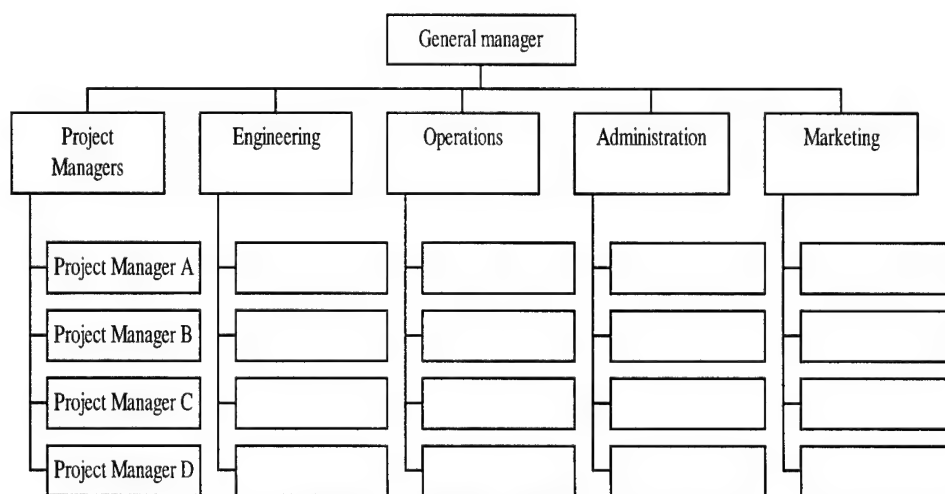 General manager
Project
Managers
Engineering
Operations
Administration
Marketing
Project Manager A
Project Manager B
Project Manager C
Project Manager D